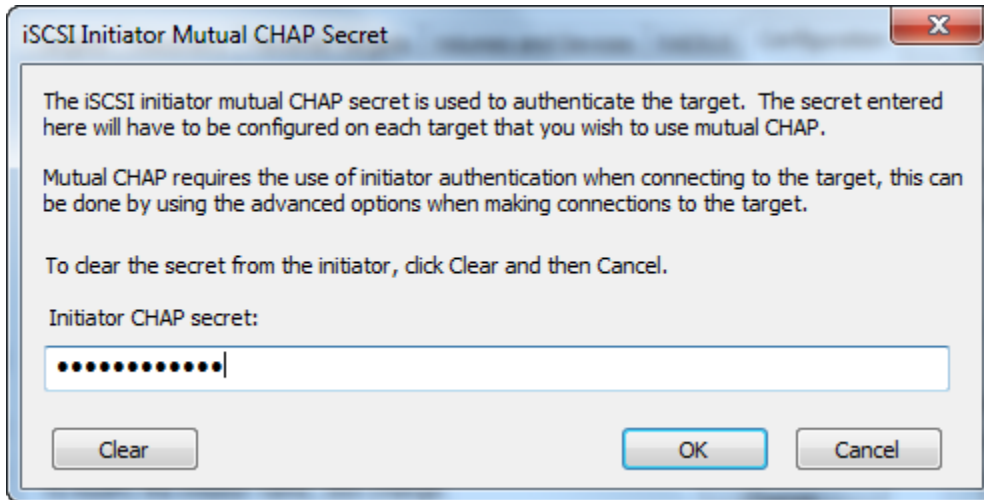 iSCSI Initiator Mutual CHAP Secret
The iSCSI initiator mutual CHAP secret is used to authenticate the target.  The secret entered
here will have to be configured on each target that you wish to use mutual CHAP.
Mutual CHAP requires the use of initiator authentication when connecting to the target, this can
be done by using the advanced options when making connections to the target.
To clear the secret from the initiator, click Clear and then Cancel.
Initiator CHAP secret:
••••••••••••
Clear
OK
Cancel